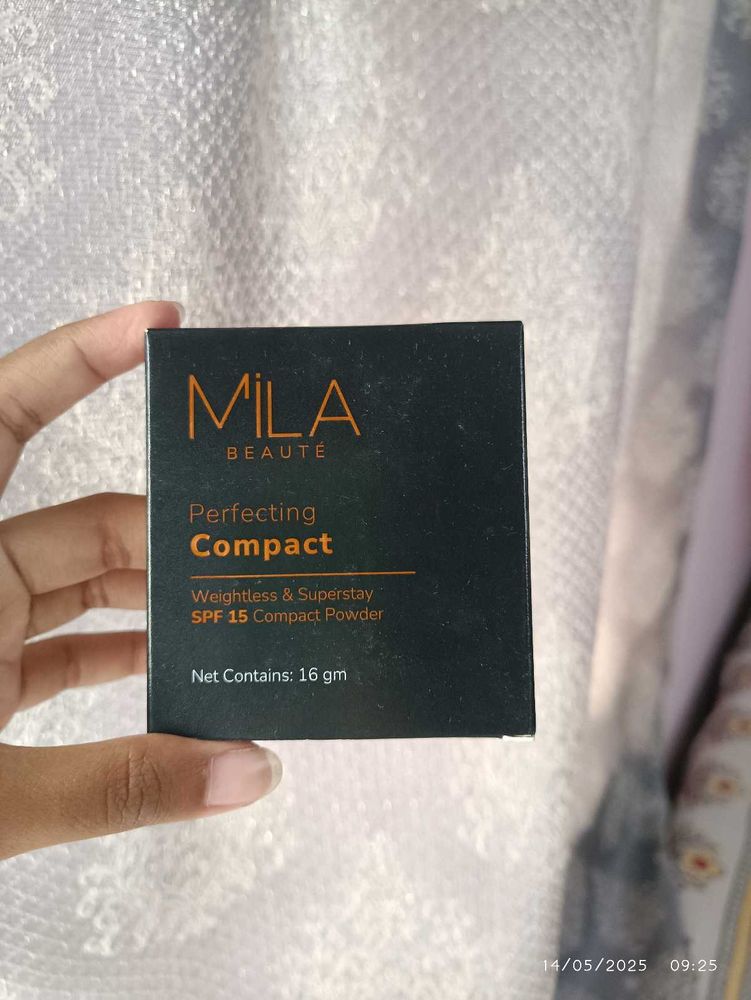 MiLA
BEAUTÉ
Perfecting
Compact
Weightless & Superstay
SPF 15 Compact Powder
Net Contains: 16 gm
14/05/2025 09:25